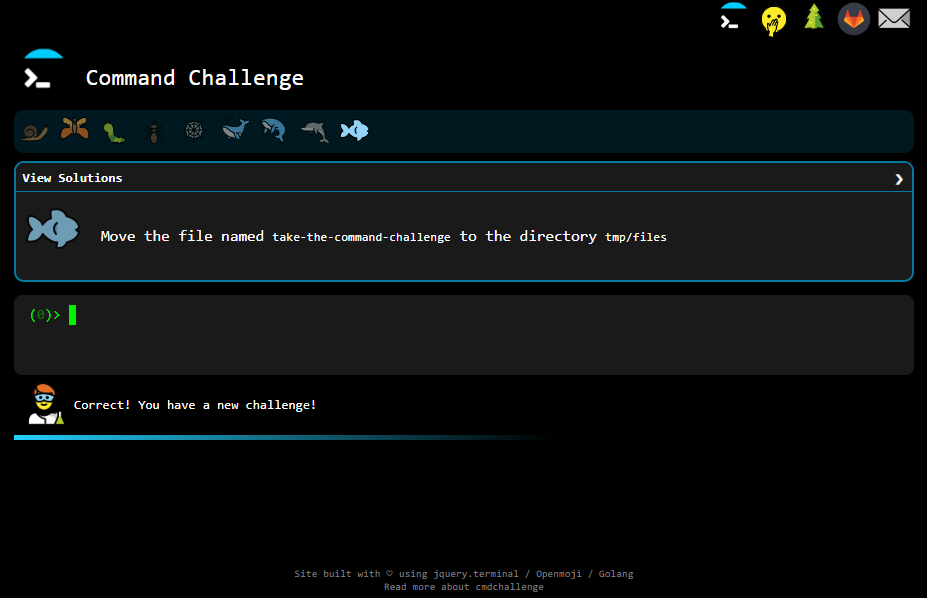 Command Challenge
View Solutions
Move the file named take-the-command-challenge to the directory tmp/files
(0)>
Correct! You have a new challenge!
Site built with ♡ using jquery.terminal / Openmoji / Golang
Read more about cmdchallenge